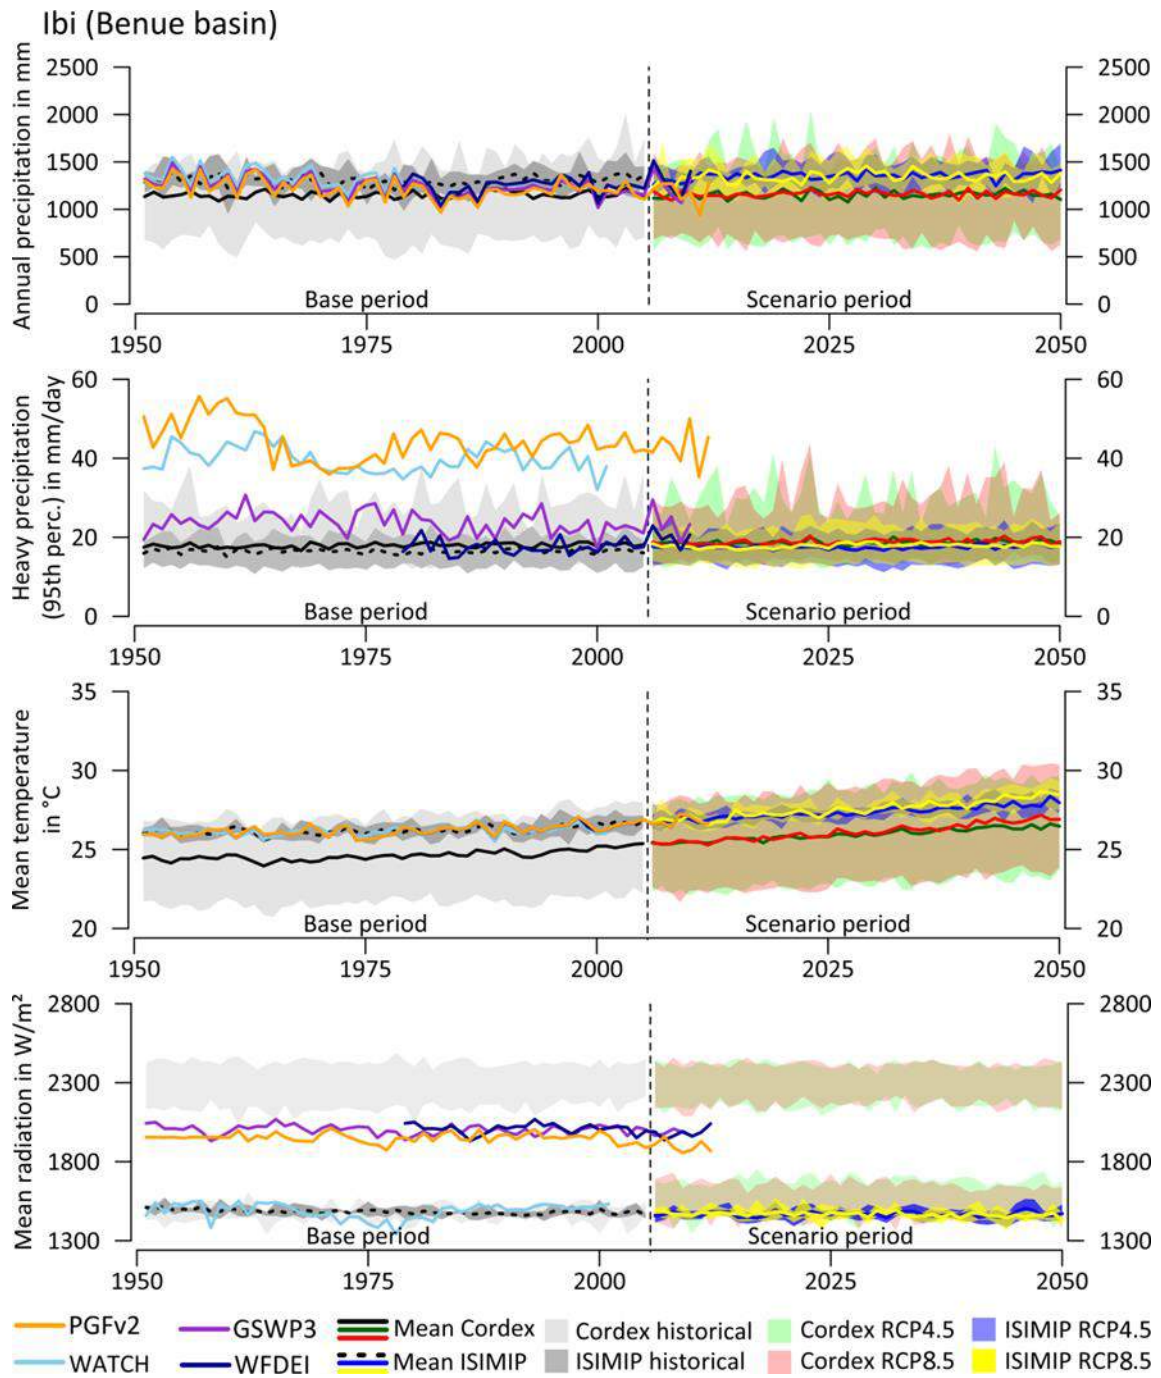 Ibi (Benue basin)
Annual precipitation in mm
2500 2500
2000 2000
1500 1500
1000 1000
500 500
0 0
Base period Scenario period
1950 1975 2000 2025 2050
Heavy precipitation
(95th perc.) in mm/day
60 60
40 40
20 20
0 0
Base period Scenario period
1950 1975 2000 2025 2050
Mean temperature
in °C
35 35
30 30
25 25
20 20
Base period Scenario period
1950 1975 2000 2025 2050
Mean radiation in W/m²
2800 2800
2300 2300
1800 1800
1300 1300
Base period Scenario period
1950 1975 2000 2025 2050
PGFv2 GSWP3 Mean Cordex Cordex historical Cordex RCP4.5 ISIMIP RCP4.5
WATCH WFDEI Mean ISIMIP ISIMIP historical Cordex RCP8.5 ISIMIP RCP8.5